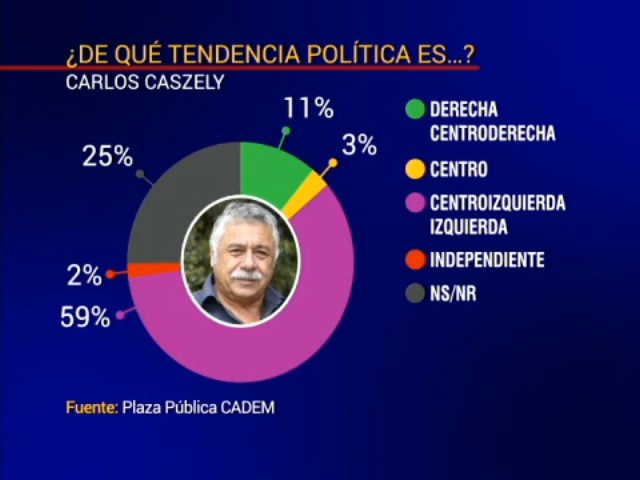 ¿DE QUÉ TENDENCIA POLÍTICA ES...?
CARLOS CASZELY
11%
3%
25%
2%
59%
DERECHA
CENTRODERECHA
CENTRO
CENTROIZQUIERDA
IZQUIERDA
INDEPENDIENTE
NS/NR
Fuente: Plaza Pública CADEM